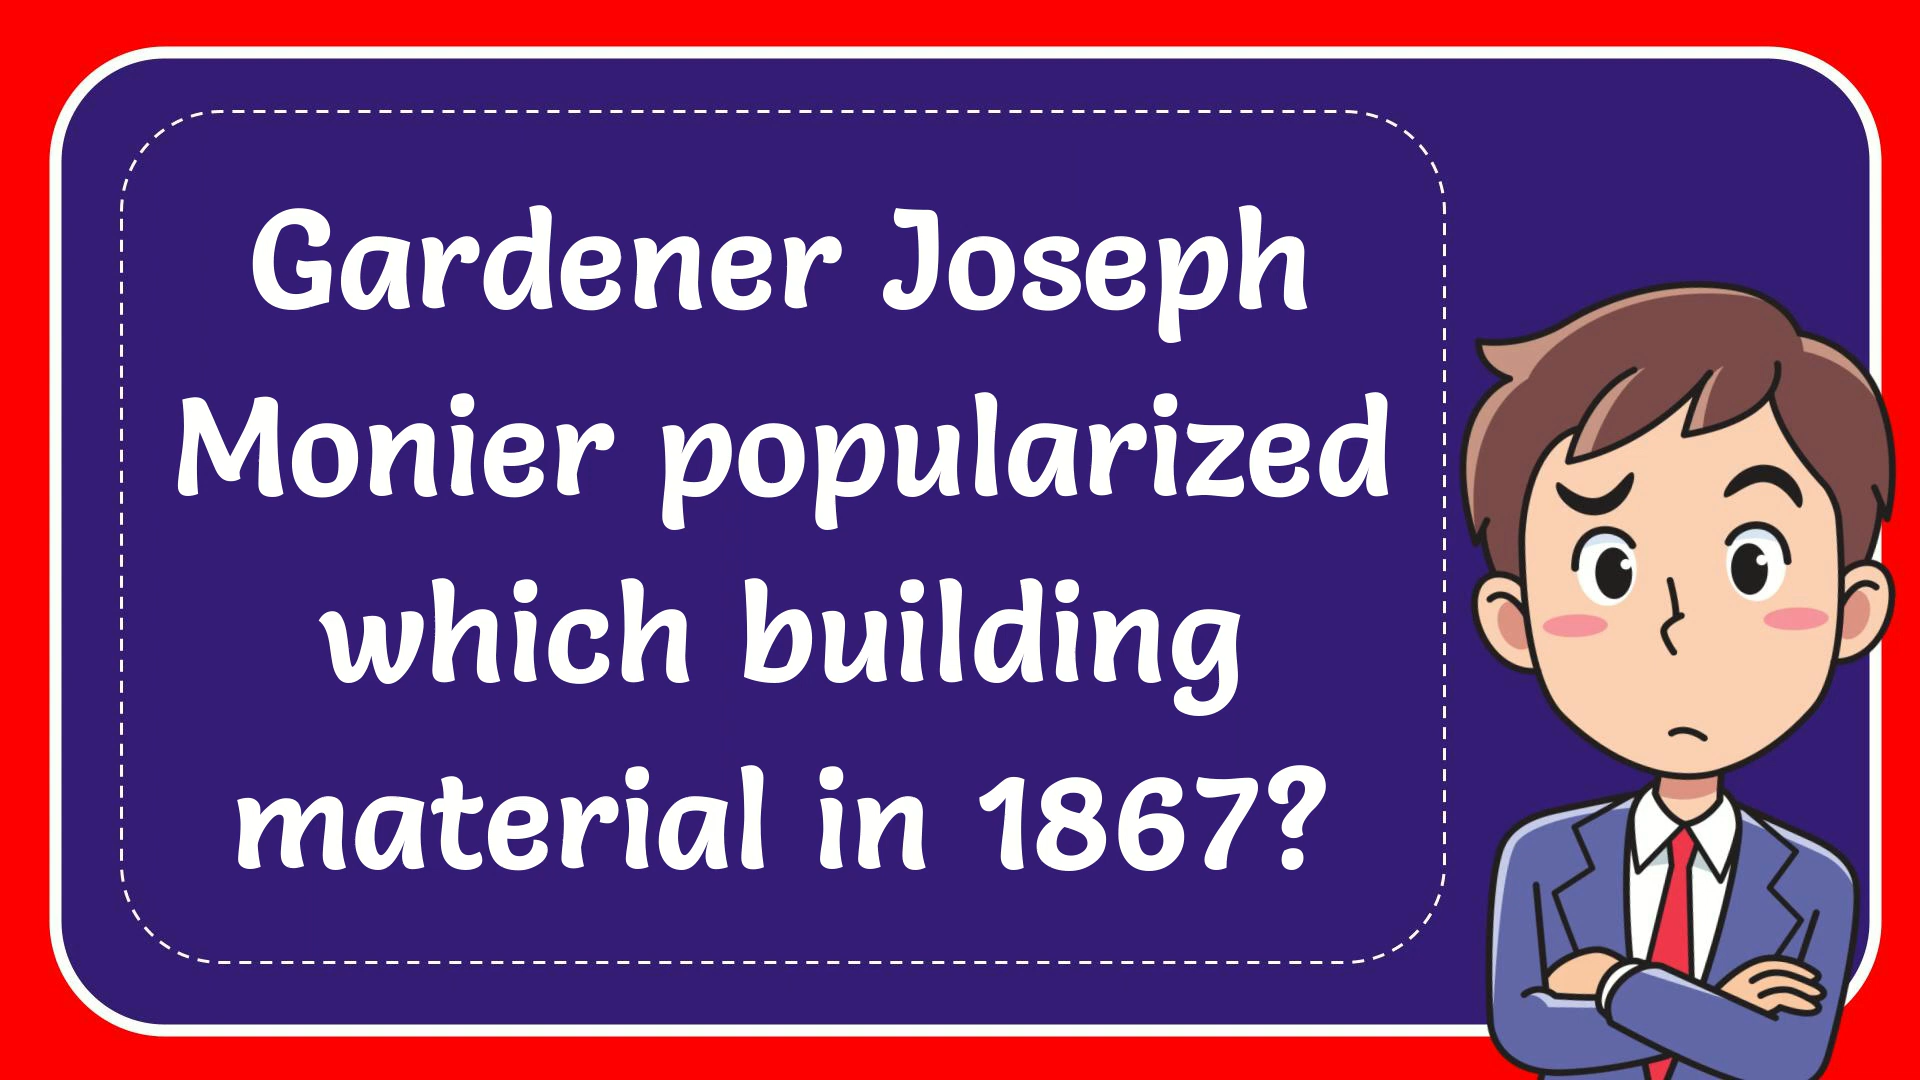 Gardener Joseph
Monier popularized
which building
material in 1867?